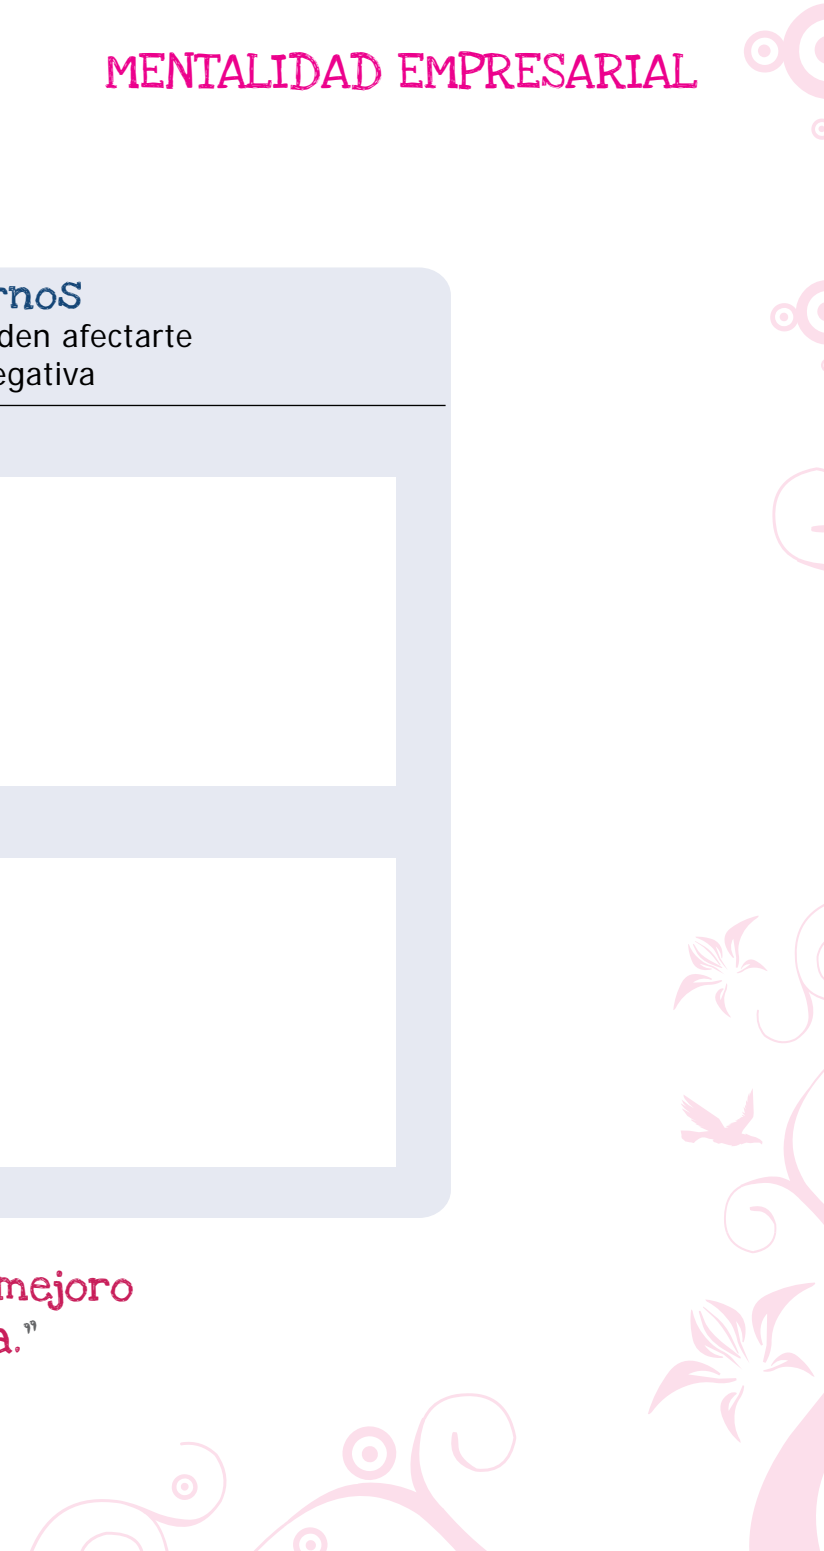 MENTALIDAD EMPRESARIAL
rnos
den afectarte
egativa
mejoro
a.”